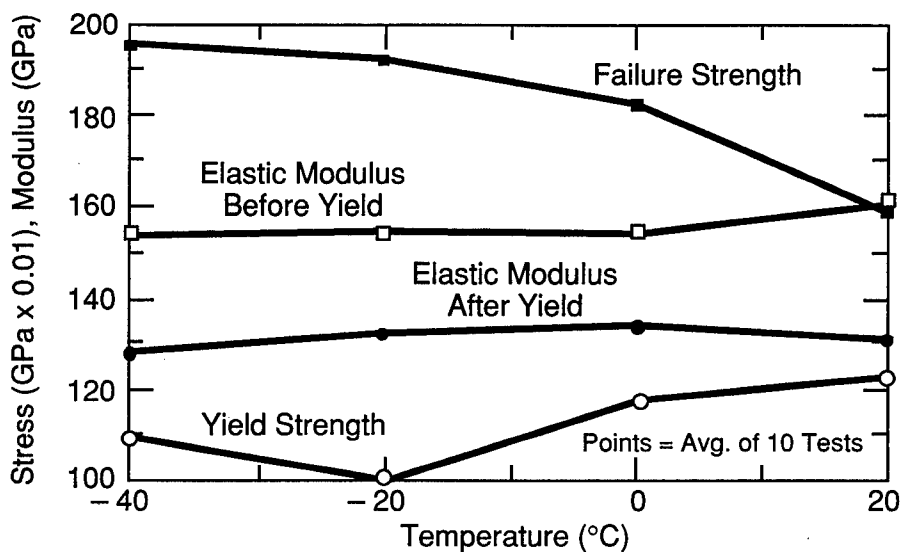 Stress (GPa x 0.01), Modulus (GPa)
200
180
160
140
120
100
Failure Strength
Elastic Modulus
Before Yield
Elastic Modulus
After Yield
Yield Strength
Points = Avg. of 10 Tests
−40
−20
0
20
Temperature (°C)